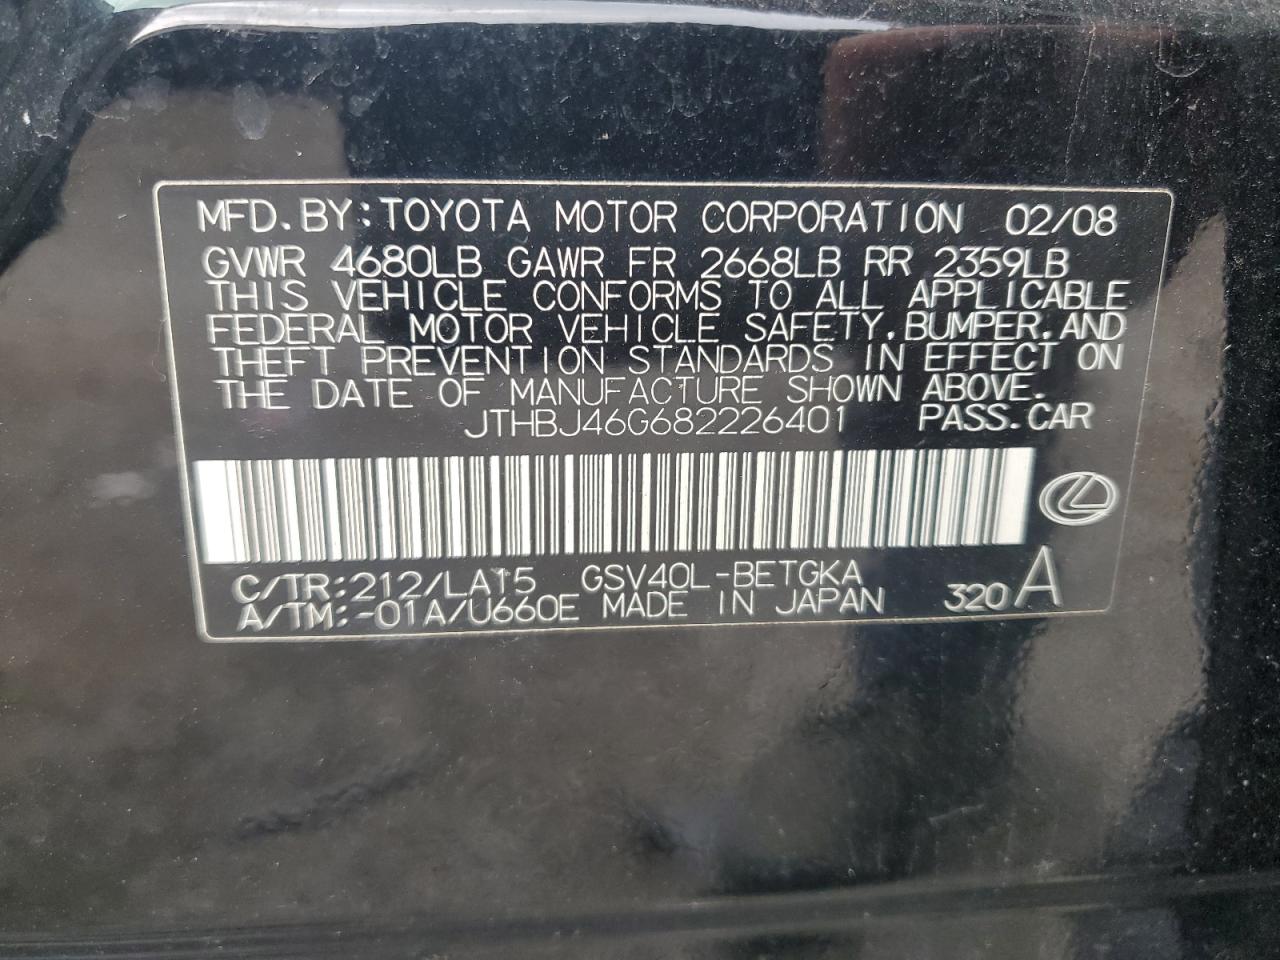 MFD.BY:TOYOTA MOTOR CORPORATION 02/08
GVWR 4680LB GAWR FR 2668LB RR 2359LB
THIS VEHICLE CONFORMS TO ALL APPLICABLE
FEDERAL MOTOR VEHICLE SAFETY,BUMPER,AND
THEFT PREVENTION STANDARDS IN EFFECT ON
THE DATE OF MANUFACTURE SHOWN ABOVE.
JTHBJ46G682226401 PASS.CAR
C/TR:212/LA15 GSV40L-BETGKA
A/TM:-01A/U660E MADE IN JAPAN 320A